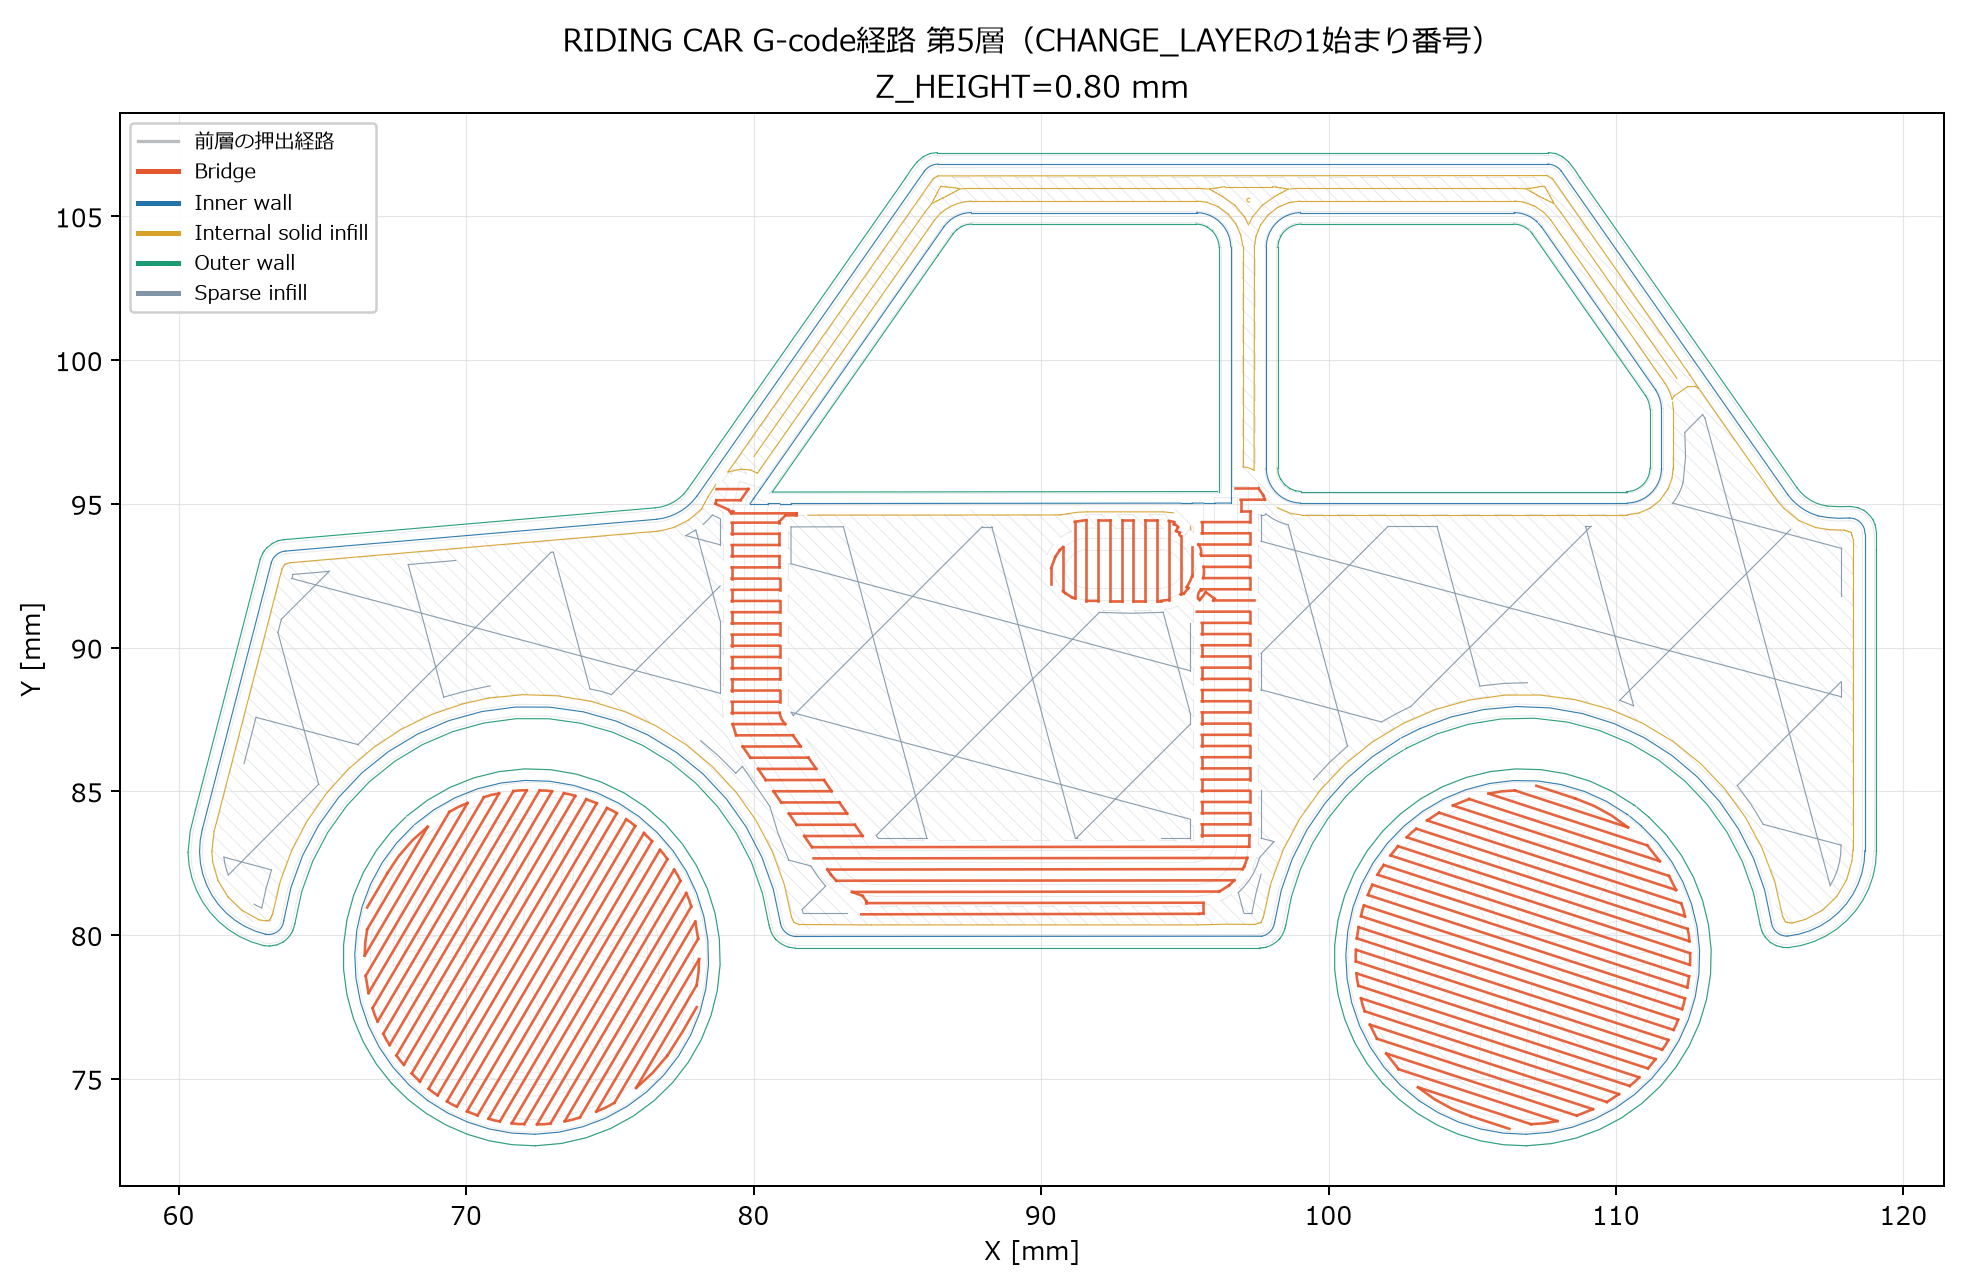 RIDING CAR G-code経路 第5層（CHANGE_LAYERの1始まり番号）
Z_HEIGHT=0.80 mm
前層の押出経路
Bridge
Inner wall
Internal solid infill
Outer wall
Sparse infill
105
100
95
90
85
80
75
Y [mm]
60 70 80 90 100 110 120
X [mm]